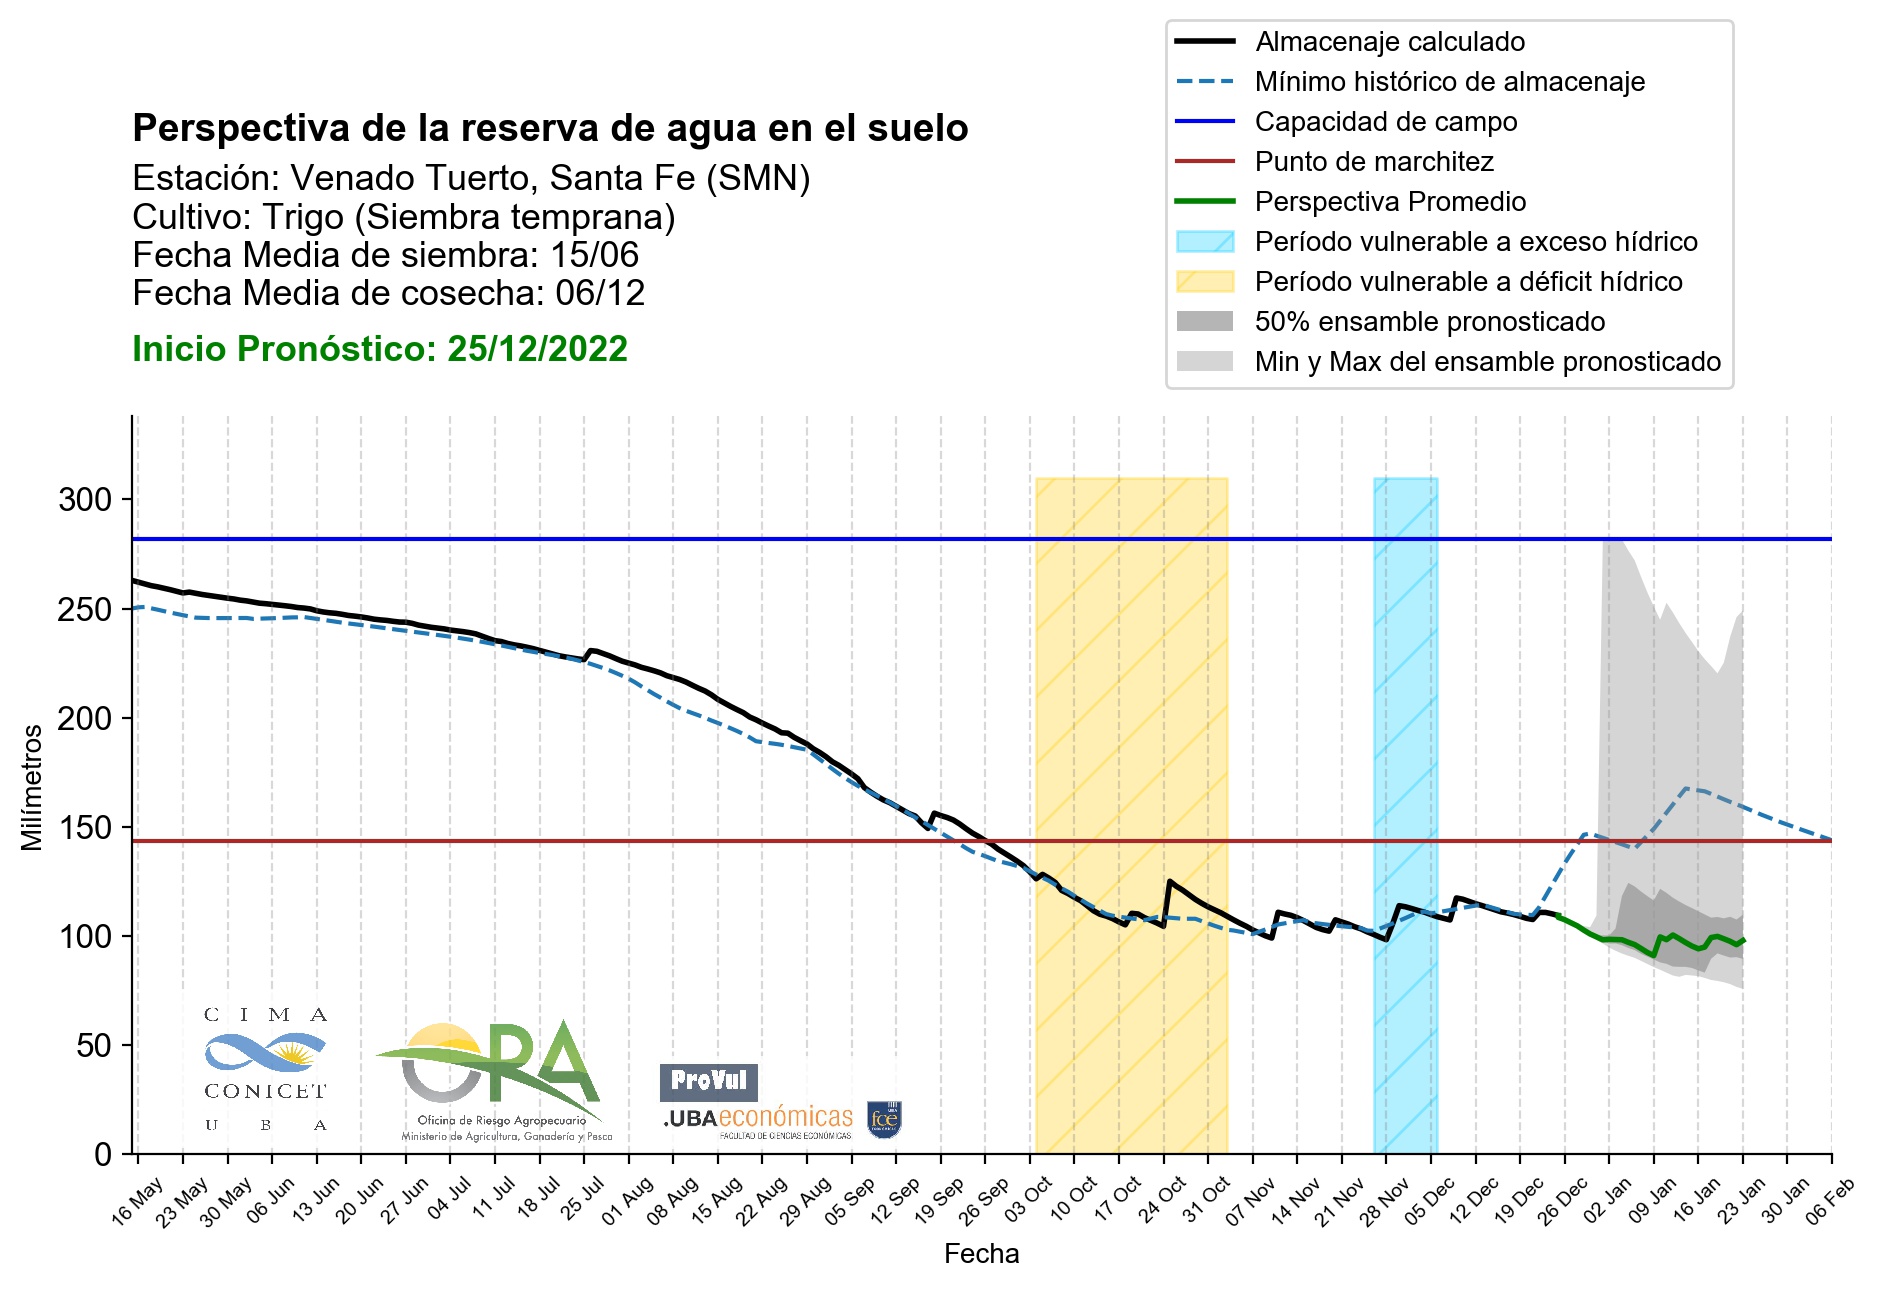 Almacenaje calculado
Mínimo histórico de almacenaje
Capacidad de campo
Punto de marchitez
Perspectiva Promedio
Período vulnerable a exceso hídrico
Período vulnerable a déficit hídrico
50% ensamble pronosticado
Min y Max del ensamble pronosticado
Perspectiva de la reserva de agua en el suelo
Estación: Venado Tuerto, Santa Fe (SMN)
Cultivo: Trigo (Siembra temprana)
Fecha Media de siembra: 15/06
Fecha Media de cosecha: 06/12
Inicio Pronóstico: 25/12/2022
300
250
200
150
100
50
0
Milímetros
CIMA
CONICET
UBA
ORA
Oficina de Riesgo Agropecuario
Ministerio de Agricultura, Ganadería y Pesca
ProVul
.UBAeconómicas
FACULTAD DE CIENCIAS ECONÓMICAS
fce
16 May
23 May
30 May
06 Jun
13 Jun
20 Jun
27 Jun
04 Jul
11 Jul
18 Jul
25 Jul
01 Aug
08 Aug
15 Aug
22 Aug
29 Aug
05 Sep
12 Sep
19 Sep
26 Sep
03 Oct
10 Oct
17 Oct
24 Oct
31 Oct
07 Nov
14 Nov
21 Nov
28 Nov
05 Dec
12 Dec
19 Dec
26 Dec
02 Jan
09 Jan
16 Jan
23 Jan
30 Jan
06 Feb
Fecha